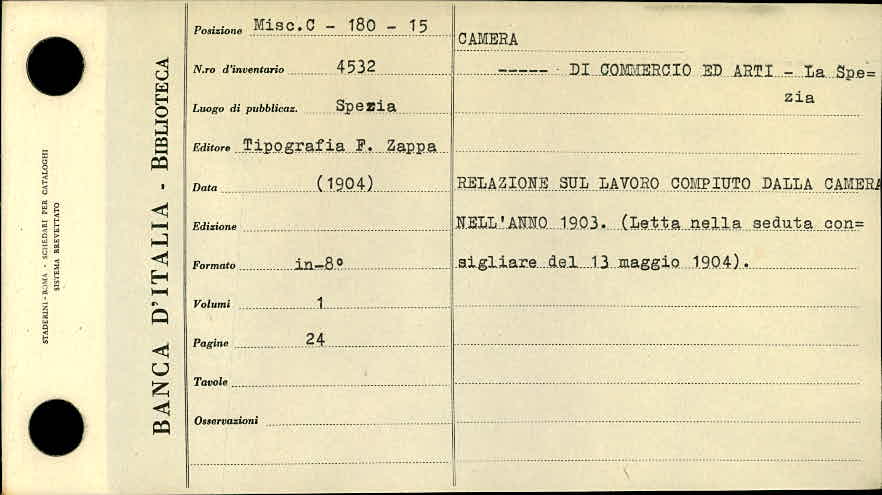 STADERINI-ROMA - SCHEDARI PER CATALOGHI
SISTEMA BREVETTATO
BANCA D'ITALIA - BIBLIOTECA
Posizione Misc.C - 180 - 15
N.ro d'inventario 4532
Luogo di pubblicaz. Spezia
Editore Tipografia F. Zappa
Data (1904)
Edizione
Formato in-8°
Volumi 1
Pagine 24
Tavole
Osservazioni
CAMERA
----- DI COMMERCIO ED ARTI - La Spe=
zia
RELAZIONE SUL LAVORO COMPIUTO DALLA CAMERA
NELL'ANNO 1903. (Letta nella seduta con=
sigliare del 13 maggio 1904).